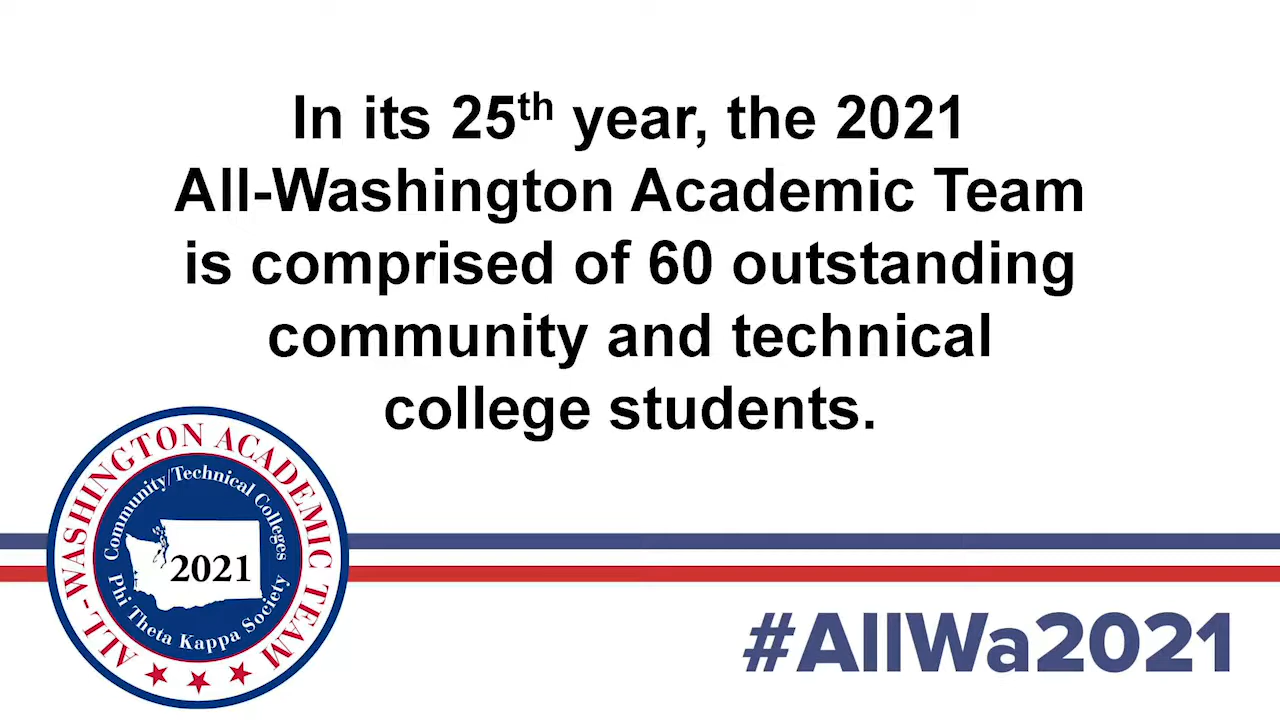 In its 25th year, the 2021
All-Washington Academic Team
is comprised of 60 outstanding
community and technical
college students.
ALL-WASHINGTON ACADEMIC TEAM
Community/Technical Colleges
2021
Phi Theta Kappa Society
#AllWa2021